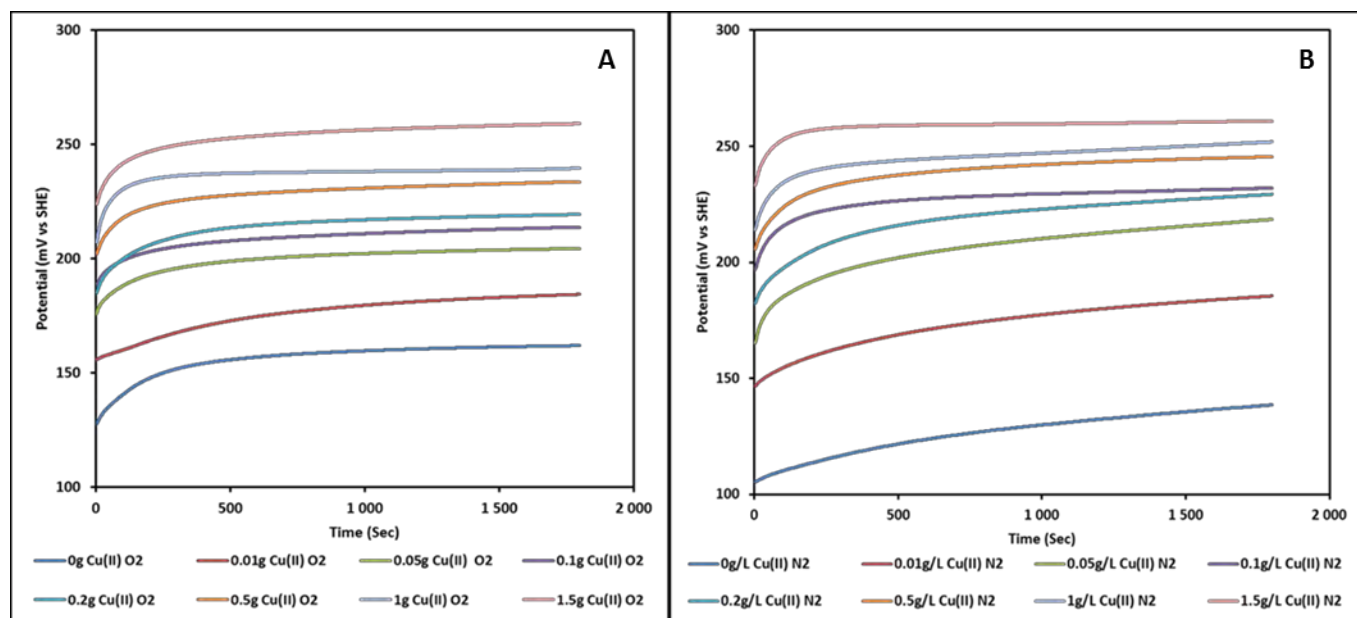 A
Potential (mV vs SHE)
300
250
200
150
100
0
500
1 000
1 500
2 000
Time (Sec)
0g Cu(II) O2
0.01g Cu(II) O2
0.05g Cu(II) O2
0.1g Cu(II) O2
0.2g Cu(II) O2
0.5g Cu(II) O2
1g Cu(II) O2
1.5g Cu(II) O2
B
Potential (mV vs SHE)
300
250
200
150
100
0
500
1 000
1 500
2 000
Time (Sec)
0g/L Cu(II) N2
0.01g/L Cu(II) N2
0.05g/L Cu(II) N2
0.1g/L Cu(II) N2
0.2g/L Cu(II) N2
0.5g/L Cu(II) N2
1g/L Cu(II) N2
1.5g/L Cu(II) N2